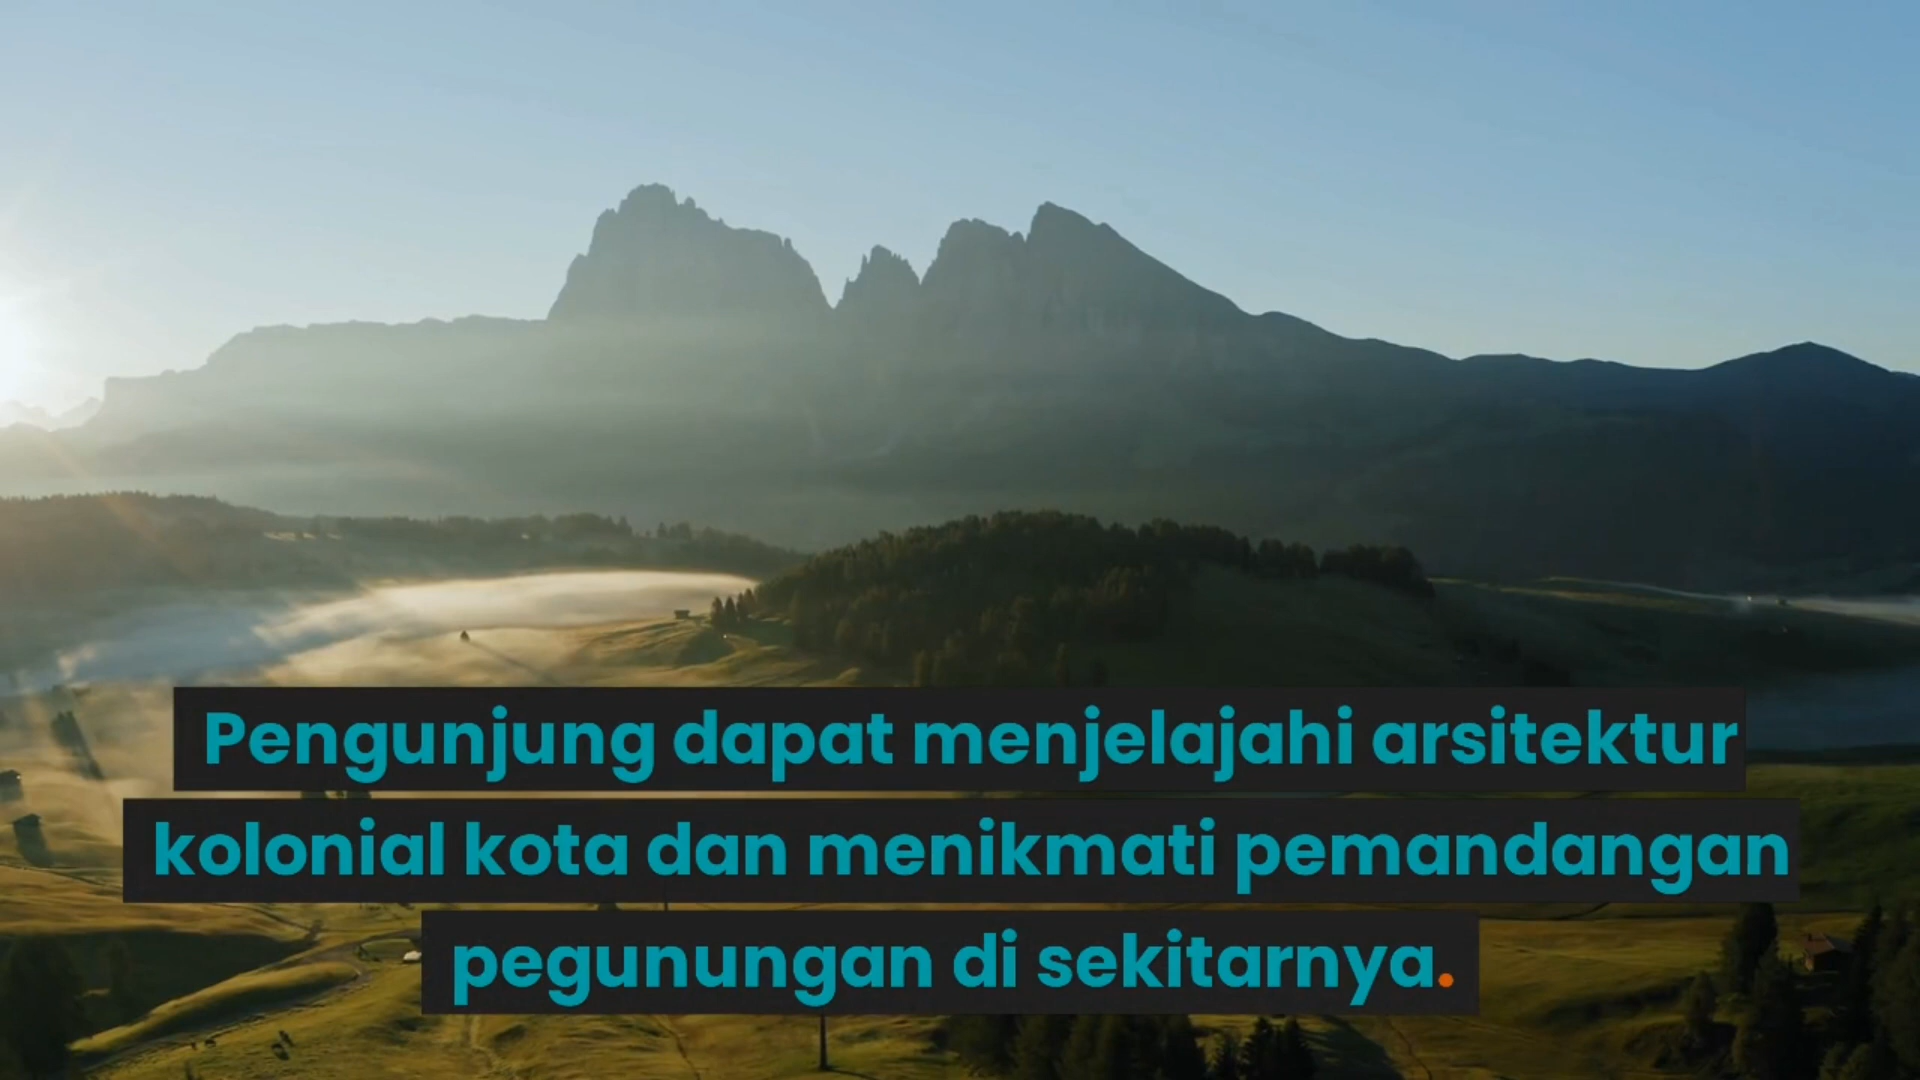 Pengunjung dapat menjelajahi arsitektur
kolonial kota dan menikmati pemandangan
pegunungan di sekitarnya.